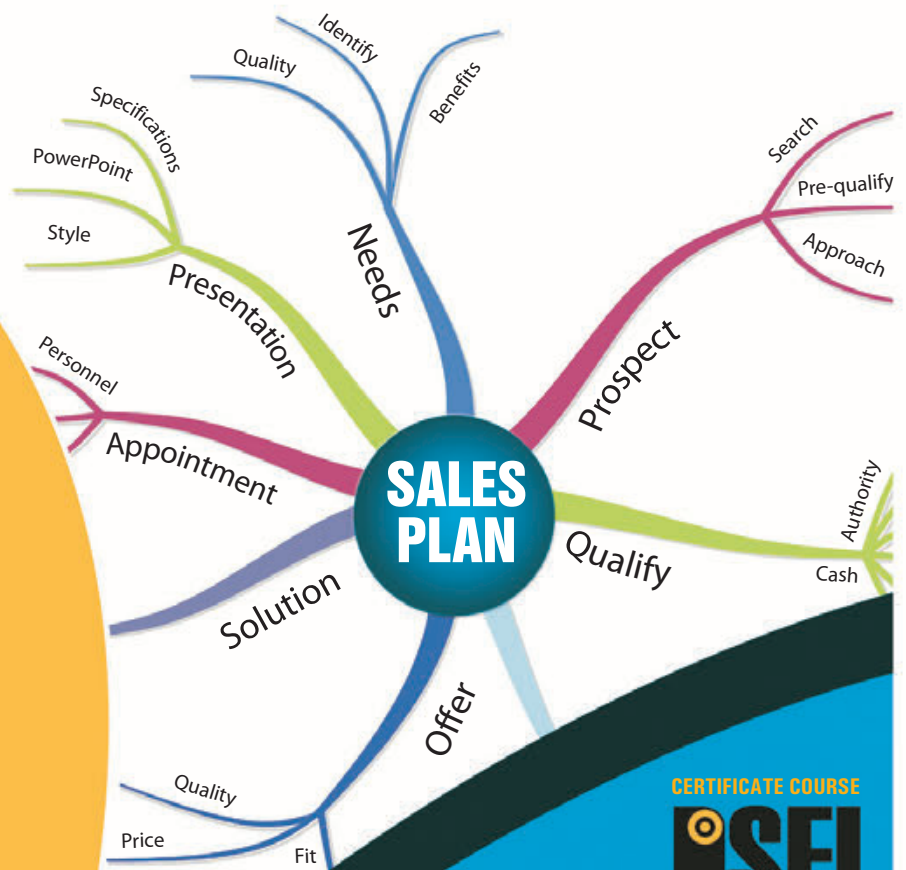 Identify
Quality
Benefits
Needs
Specifications
PowerPoint
Style
Presentation
Search
Pre-qualify
Approach
Prospect
Personnel
Appointment
SALES
PLAN
Authority
Cash
Qualify
Solution
Offer
Quality
Price
Fit
CERTIFICATE COURSE